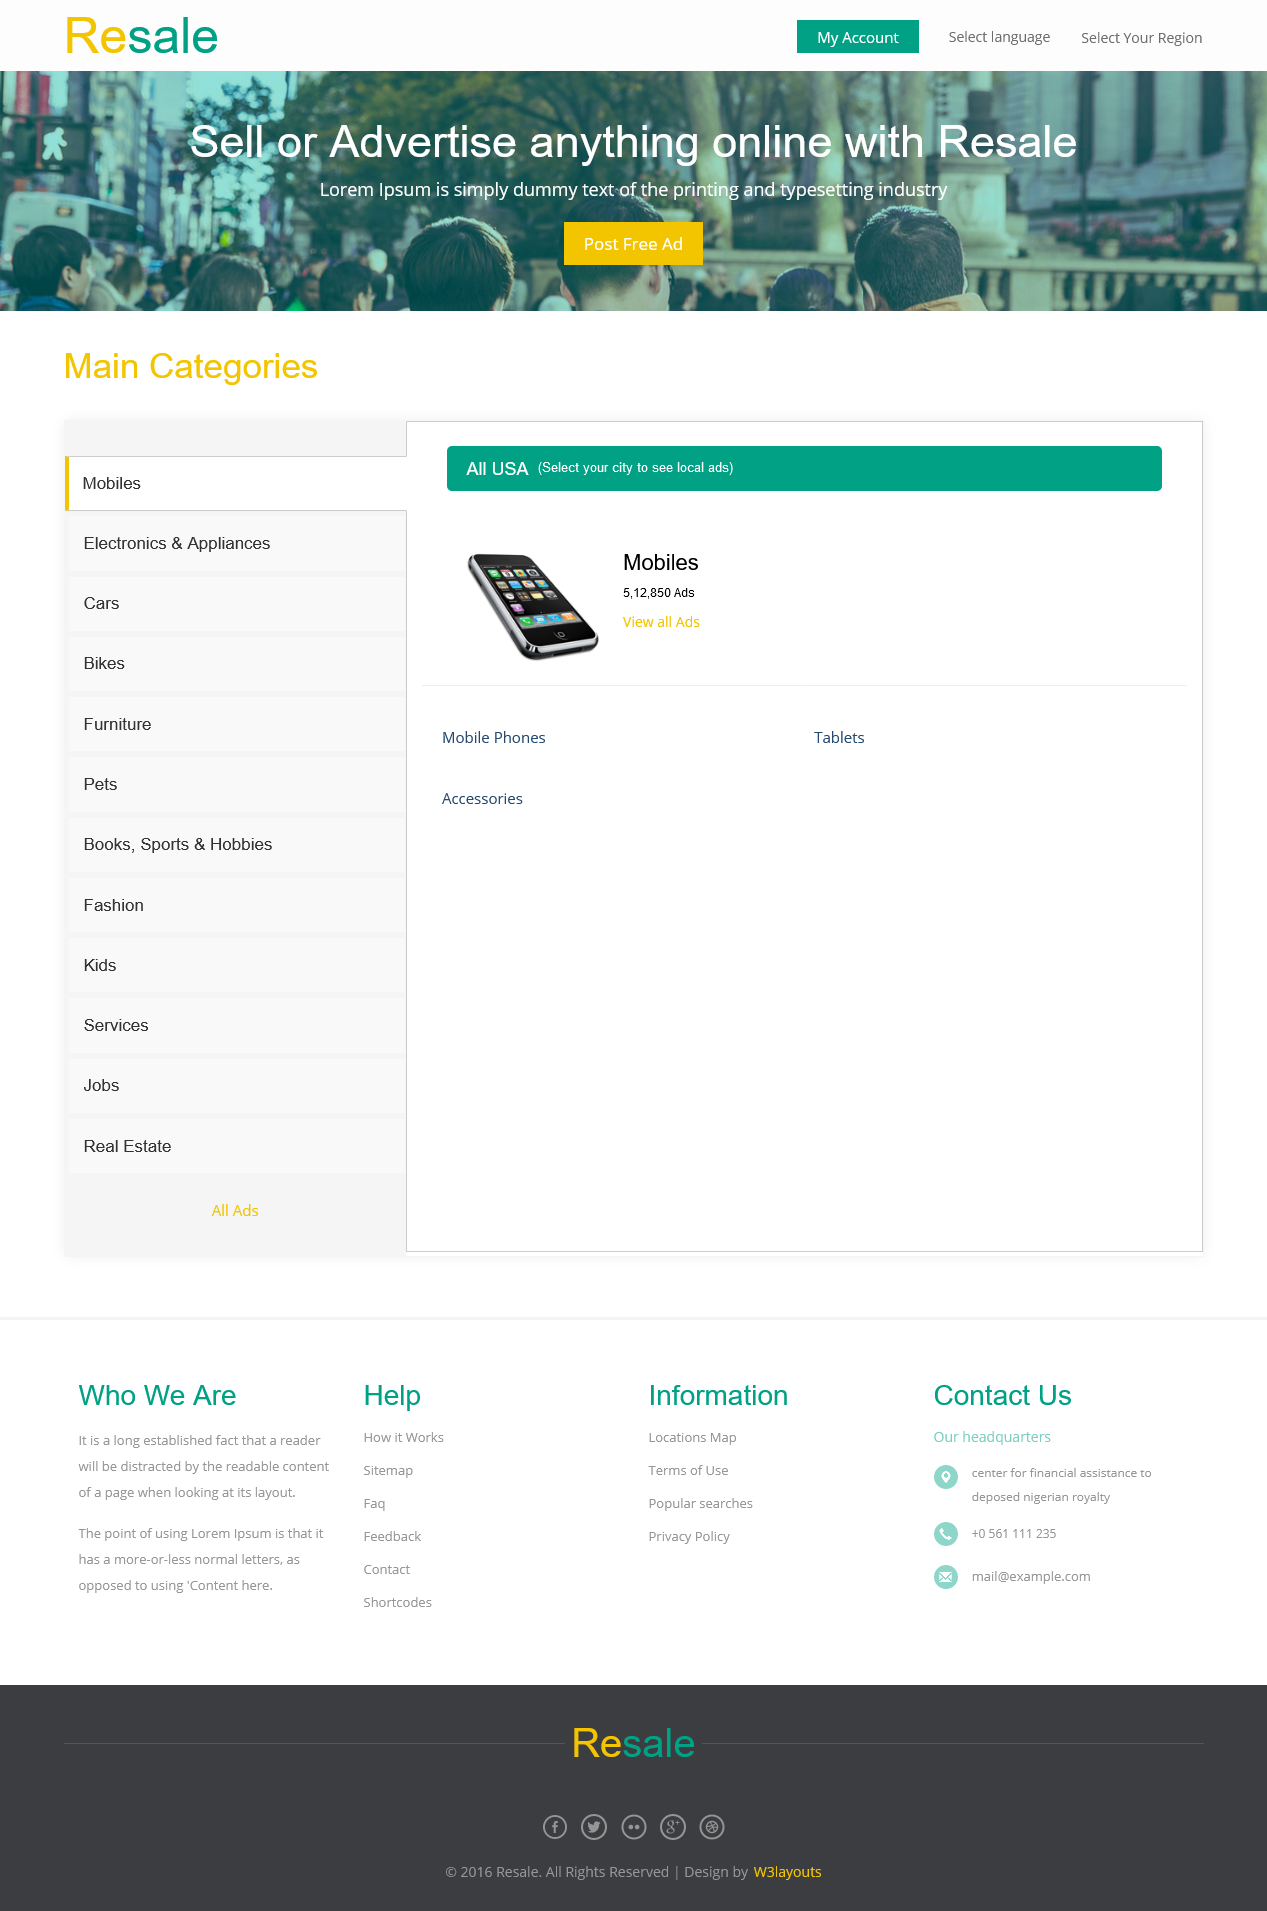 Resale
My Account
Select language
Select Your Region
Sell or Advertise anything online with Resale
Lorem Ipsum is simply dummy text of the printing and typesetting industry
Post Free Ad
Main Categories
Mobiles
Electronics & Appliances
Cars
Bikes
Furniture
Pets
Books, Sports & Hobbies
Fashion
Kids
Services
Jobs
Real Estate
All Ads
All USA (Select your city to see local ads)
Mobiles
5,12,850 Ads
View all Ads
Mobile Phones
Tablets
Accessories
Who We Are
It is a long established fact that a reader
will be distracted by the readable content
of a page when looking at its layout.
The point of using Lorem Ipsum is that it
has a more-or-less normal letters, as
opposed to using 'Content here.
Help
How it Works
Sitemap
Faq
Feedback
Contact
Shortcodes
Information
Locations Map
Terms of Use
Popular searches
Privacy Policy
Contact Us
Our headquarters
center for financial assistance to
deposed nigerian royalty
+0 561 111 235
mail@example.com
Resale
© 2016 Resale. All Rights Reserved | Design by W3layouts